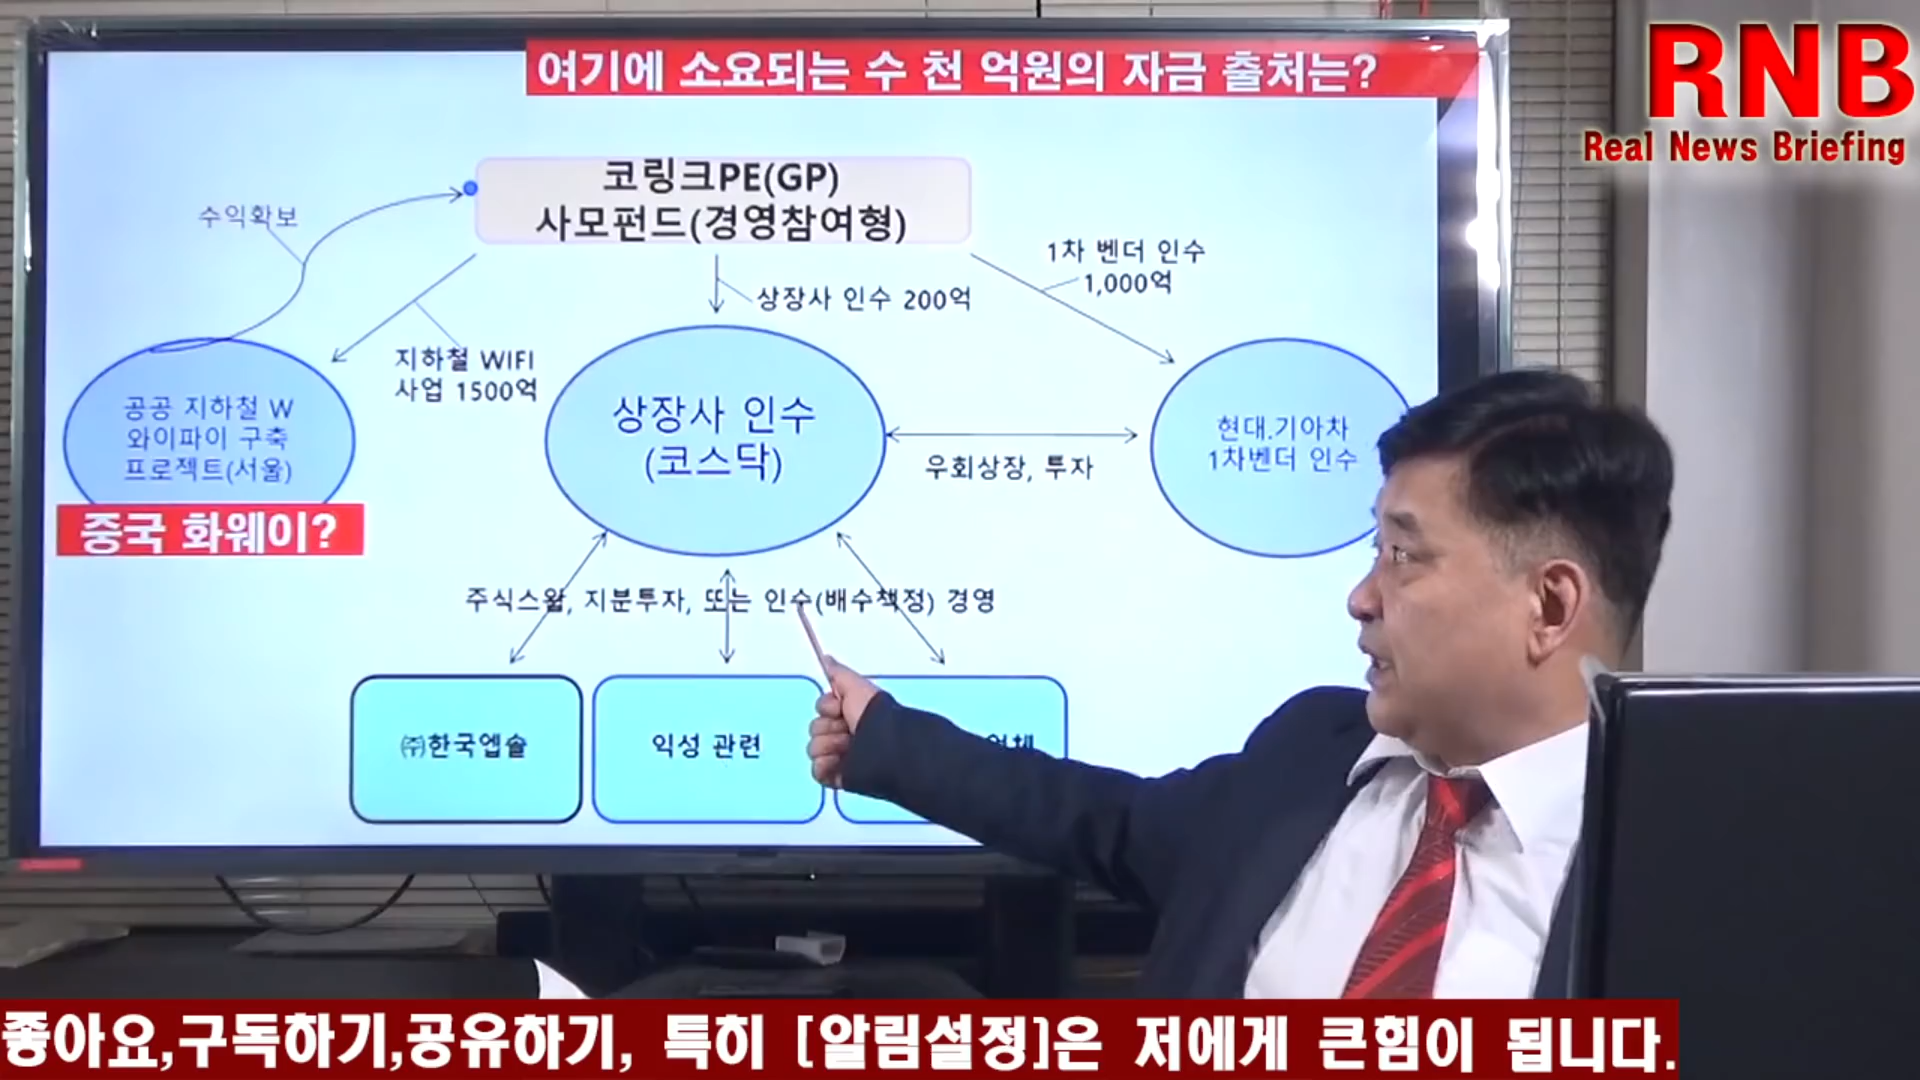 여기에 소요되는 수 천 억원의 자금 출처는?
RNB
Real News Briefing
코링크PE(GP)
사모펀드(경영참여형)
수익확보
1차 벤더 인수
1,000억
상장사 인수 200억
지하철 WIFI
사업 1500억
공공 지하철 W
와이파이 구축
프로젝트(서울)
상장사 인수
(코스닥)
현대.기아차
1차벤더 인수
우회상장, 투자
중국 화웨이?
주식스왑, 지분투자, 또는 인수(배수책정) 경영
㈜한국엡솔
익성 관련
업체
좋아요,구독하기,공유하기, 특히 [알림설정]은 저에게 큰힘이 됩니다.